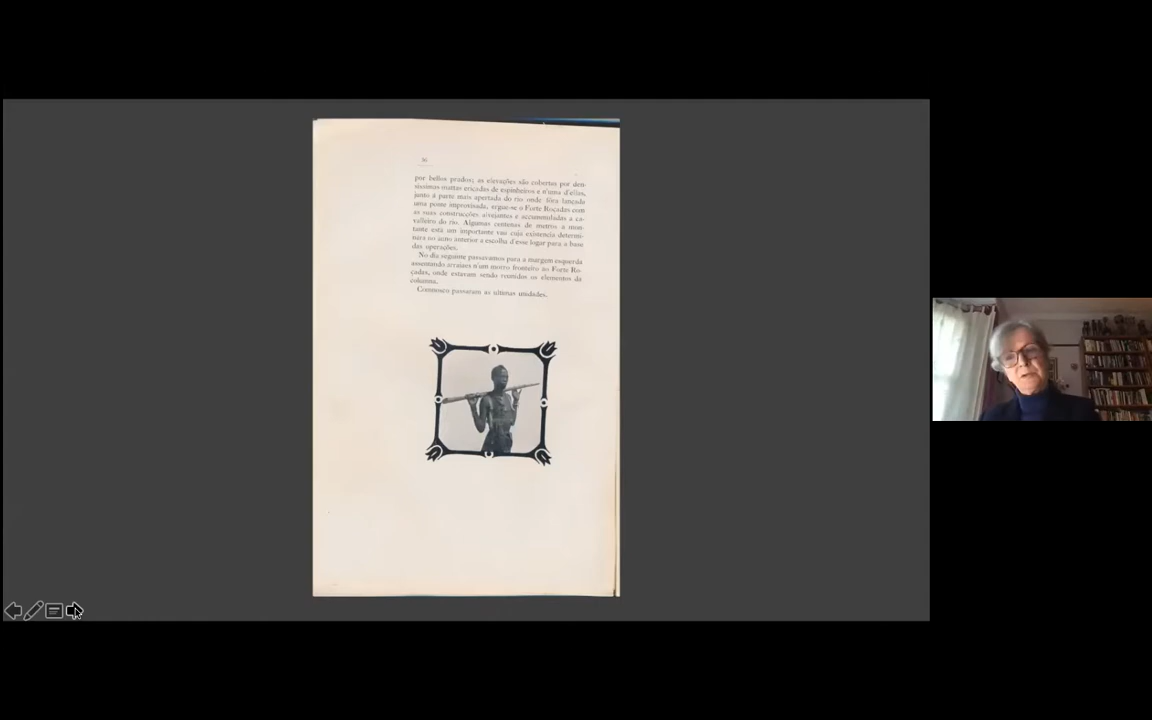 36
por bellos prados; as elevações são cobertas por den-
sissimas mattas eriçadas de espinheiros e n'uma d'ellas,
junto á parte mais apertada do rio onde fôra lançada
uma ponte improvisada, ergue-se o Forte Roçadas com
as suas construcções alvejantes e accummuladas a ca-
valleiro do rio. Algumas centenas de metros a mon-
tante está um importante vau cuja existencia determi-
nara no anno anterior a escolha d'esse logar para a base
das operações.
No dia seguinte passavamos para a margem esquerda
assentando arraiaes n'um morro fronteiro ao Forte Ro-
çadas, onde estavam sendo reunidos os elementos da
columna.
Comnosco passaram as ultimas unidades.